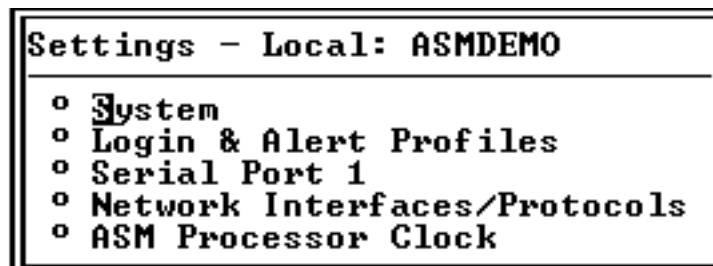 Settings - Local: ASMDEMO
º System
º Login & Alert Profiles
º Serial Port 1
º Network Interfaces/Protocols
º ASM Processor Clock